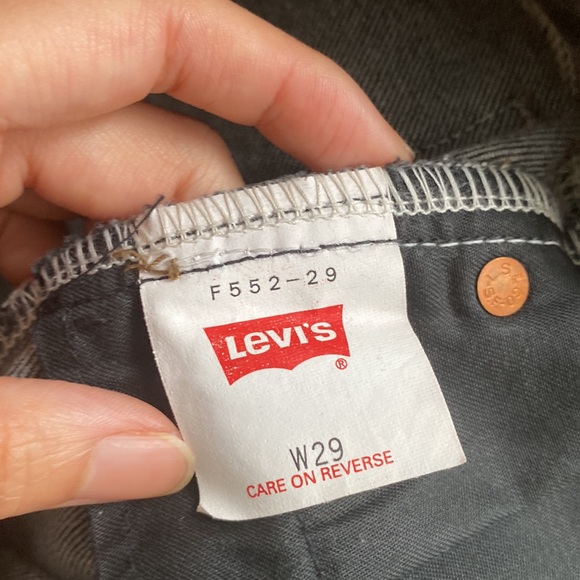 F552-29
Levi's
®
W29
CARE ON REVERSE